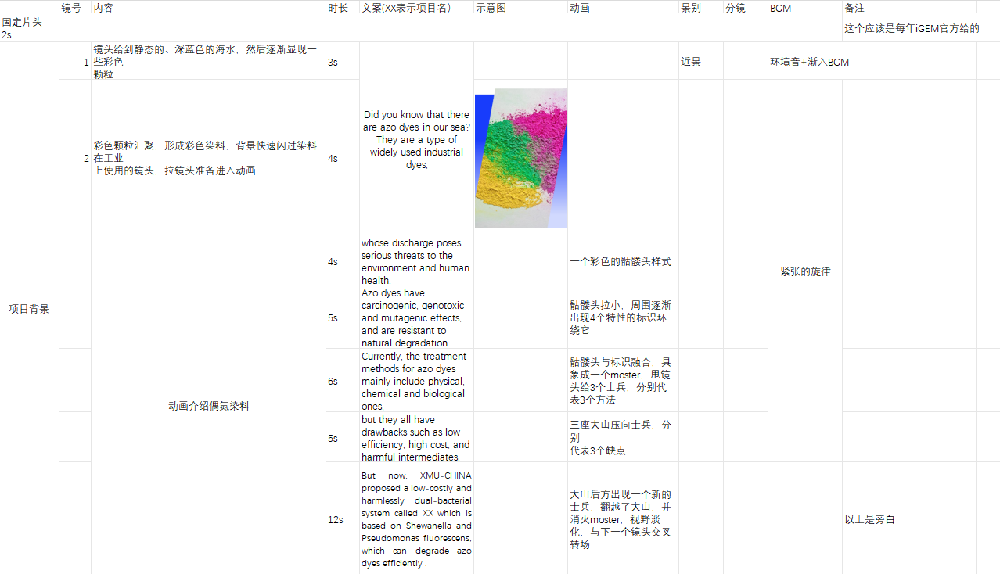 镜号 内容 时长 文案(XX表示项目名) 示意图 动画 景别 分镜 BGM 备注
固定片头
2s
这个应该是每年iGEM官方给的
项目背景
1
镜头给到静态的、深蓝色的海水，然后逐渐显现一
些彩色
颗粒
3s
近景
环境音+渐入BGM
2
彩色颗粒汇聚，形成彩色染料，背景快速闪过染料
在工业
上使用的镜头，拉镜头准备进入动画
4s
Did you know that there
are azo dyes in our sea?
They are a type of
widely used industrial
dyes,
紧张的旋律
动画介绍偶氮染料
4s
whose discharge poses
serious threats to the
environment and human
health.
一个彩色的骷髅头样式
5s
Azo dyes have
carcinogenic, genotoxic
and mutagenic effects,
and are resistant to
natural degradation.
骷髅头拉小，周围逐渐
出现4个特性的标识环
绕它
6s
Currently, the treatment
methods for azo dyes
mainly include physical,
chemical and biological
ones,
骷髅头与标识融合，具
象成一个moster，甩镜
头给3个士兵，分别代
表3个方法
5s
but they all have
drawbacks such as low
efficiency, high cost, and
harmful intermediates.
三座大山压向士兵，分
别
代表3个缺点
12s
But now, XMU-CHINA
proposed a low-costly and
harmlessly dual-bacterial
system called XX which is
based on Shewanella and
Pseudomonas fluorescens,
which can degrade azo
dyes efficiently .
大山后方出现一个新的
士兵，翻越了大山，并
消灭moster，视野淡
化，与下一个镜头交叉
转场
以上是旁白